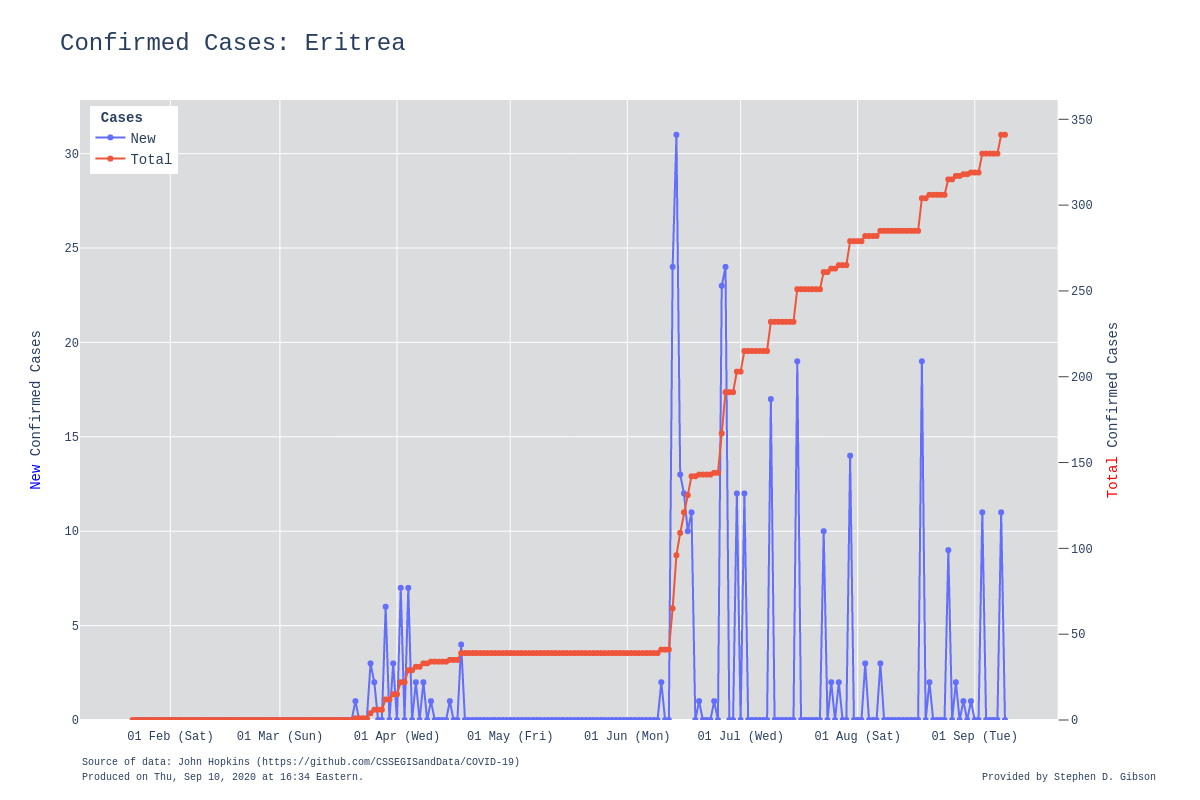 Confirmed Cases: Eritrea
Cases
New
Total
30
25
20
15
10
5
0
New Confirmed Cases
350
300
250
200
150
100
50
0
Total Confirmed Cases
01 Feb (Sat)
01 Mar (Sun)
01 Apr (Wed)
01 May (Fri)
01 Jun (Mon)
01 Jul (Wed)
01 Aug (Sat)
01 Sep (Tue)
Source of data: John Hopkins (https://github.com/CSSEGISandData/COVID-19)
Produced on Thu, Sep 10, 2020 at 16:34 Eastern.
Provided by Stephen D. Gibson